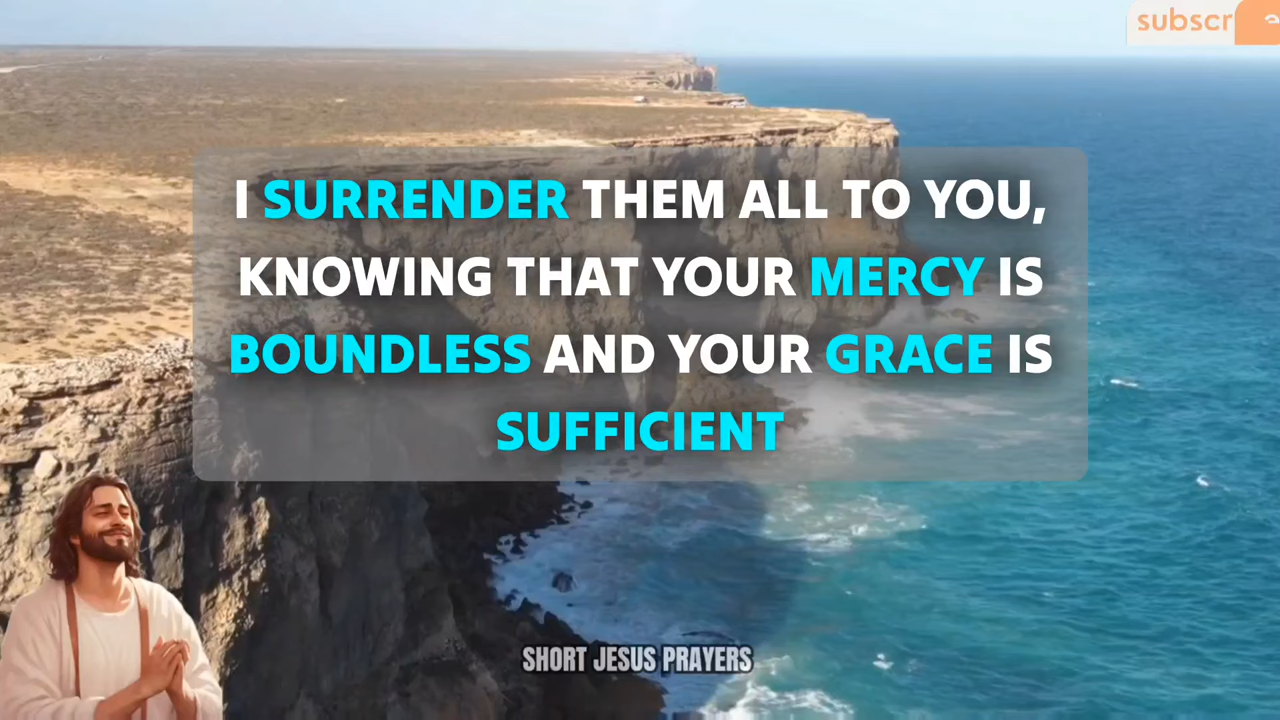 subscr
I SURRENDER THEM ALL TO YOU,
KNOWING THAT YOUR MERCY IS
BOUNDLESS AND YOUR GRACE IS
SUFFICIENT
SHORT JESUS PRAYERS